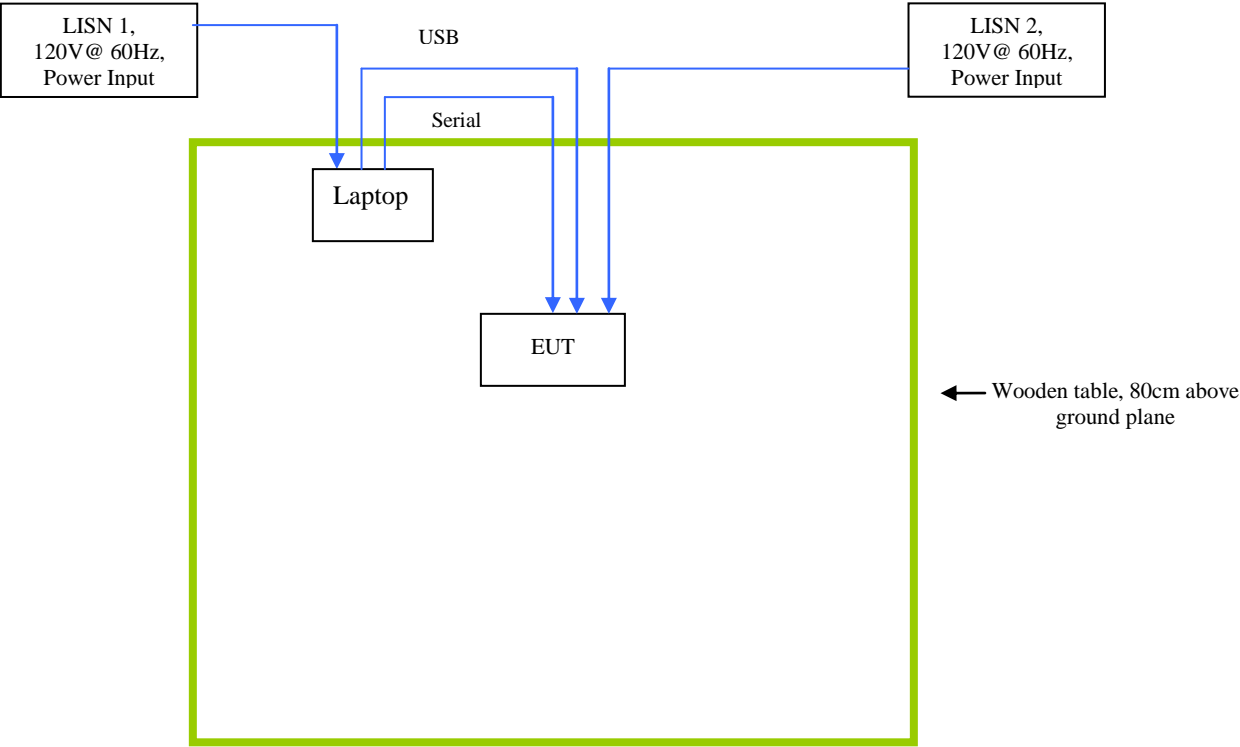 LISN 1,
120V@ 60Hz,
Power Input
USB
LISN 2,
120V@ 60Hz,
Power Input
Serial
Laptop
EUT
Wooden table, 80cm above
ground plane